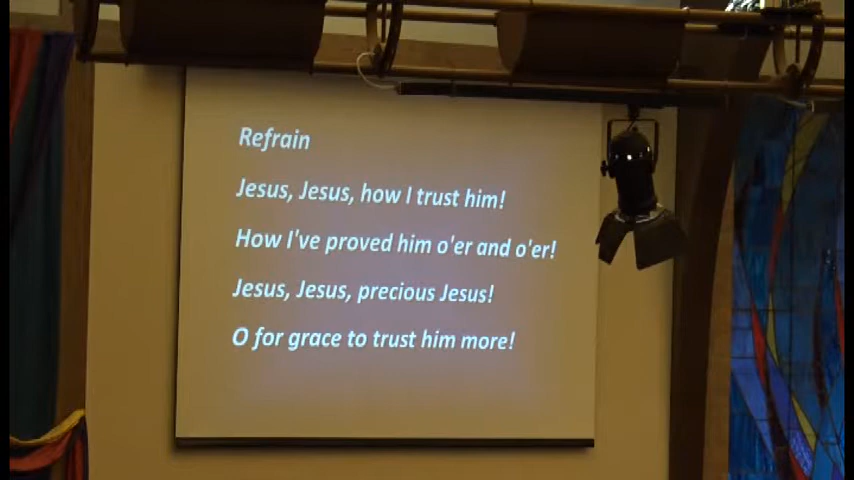 Refrain
Jesus, Jesus, how I trust him!
How I've proved him o'er and o'er!
Jesus, Jesus, precious Jesus!
O for grace to trust him more!